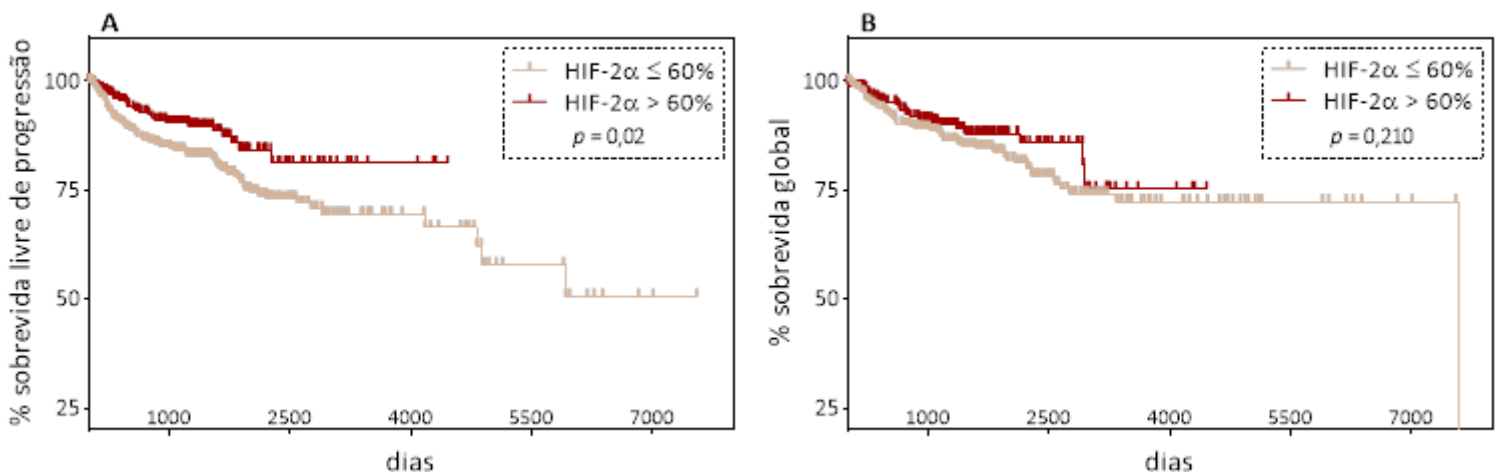 A
% sobrevida livre de progressão
100
75
50
25
HIF-2α ≤ 60%
HIF-2α > 60%
p = 0,02
1000 2500 4000 5500 7000
dias
B
% sobrevida global
100
75
50
25
HIF-2α ≤ 60%
HIF-2α > 60%
p = 0,210
1000 2500 4000 5500 7000
dias